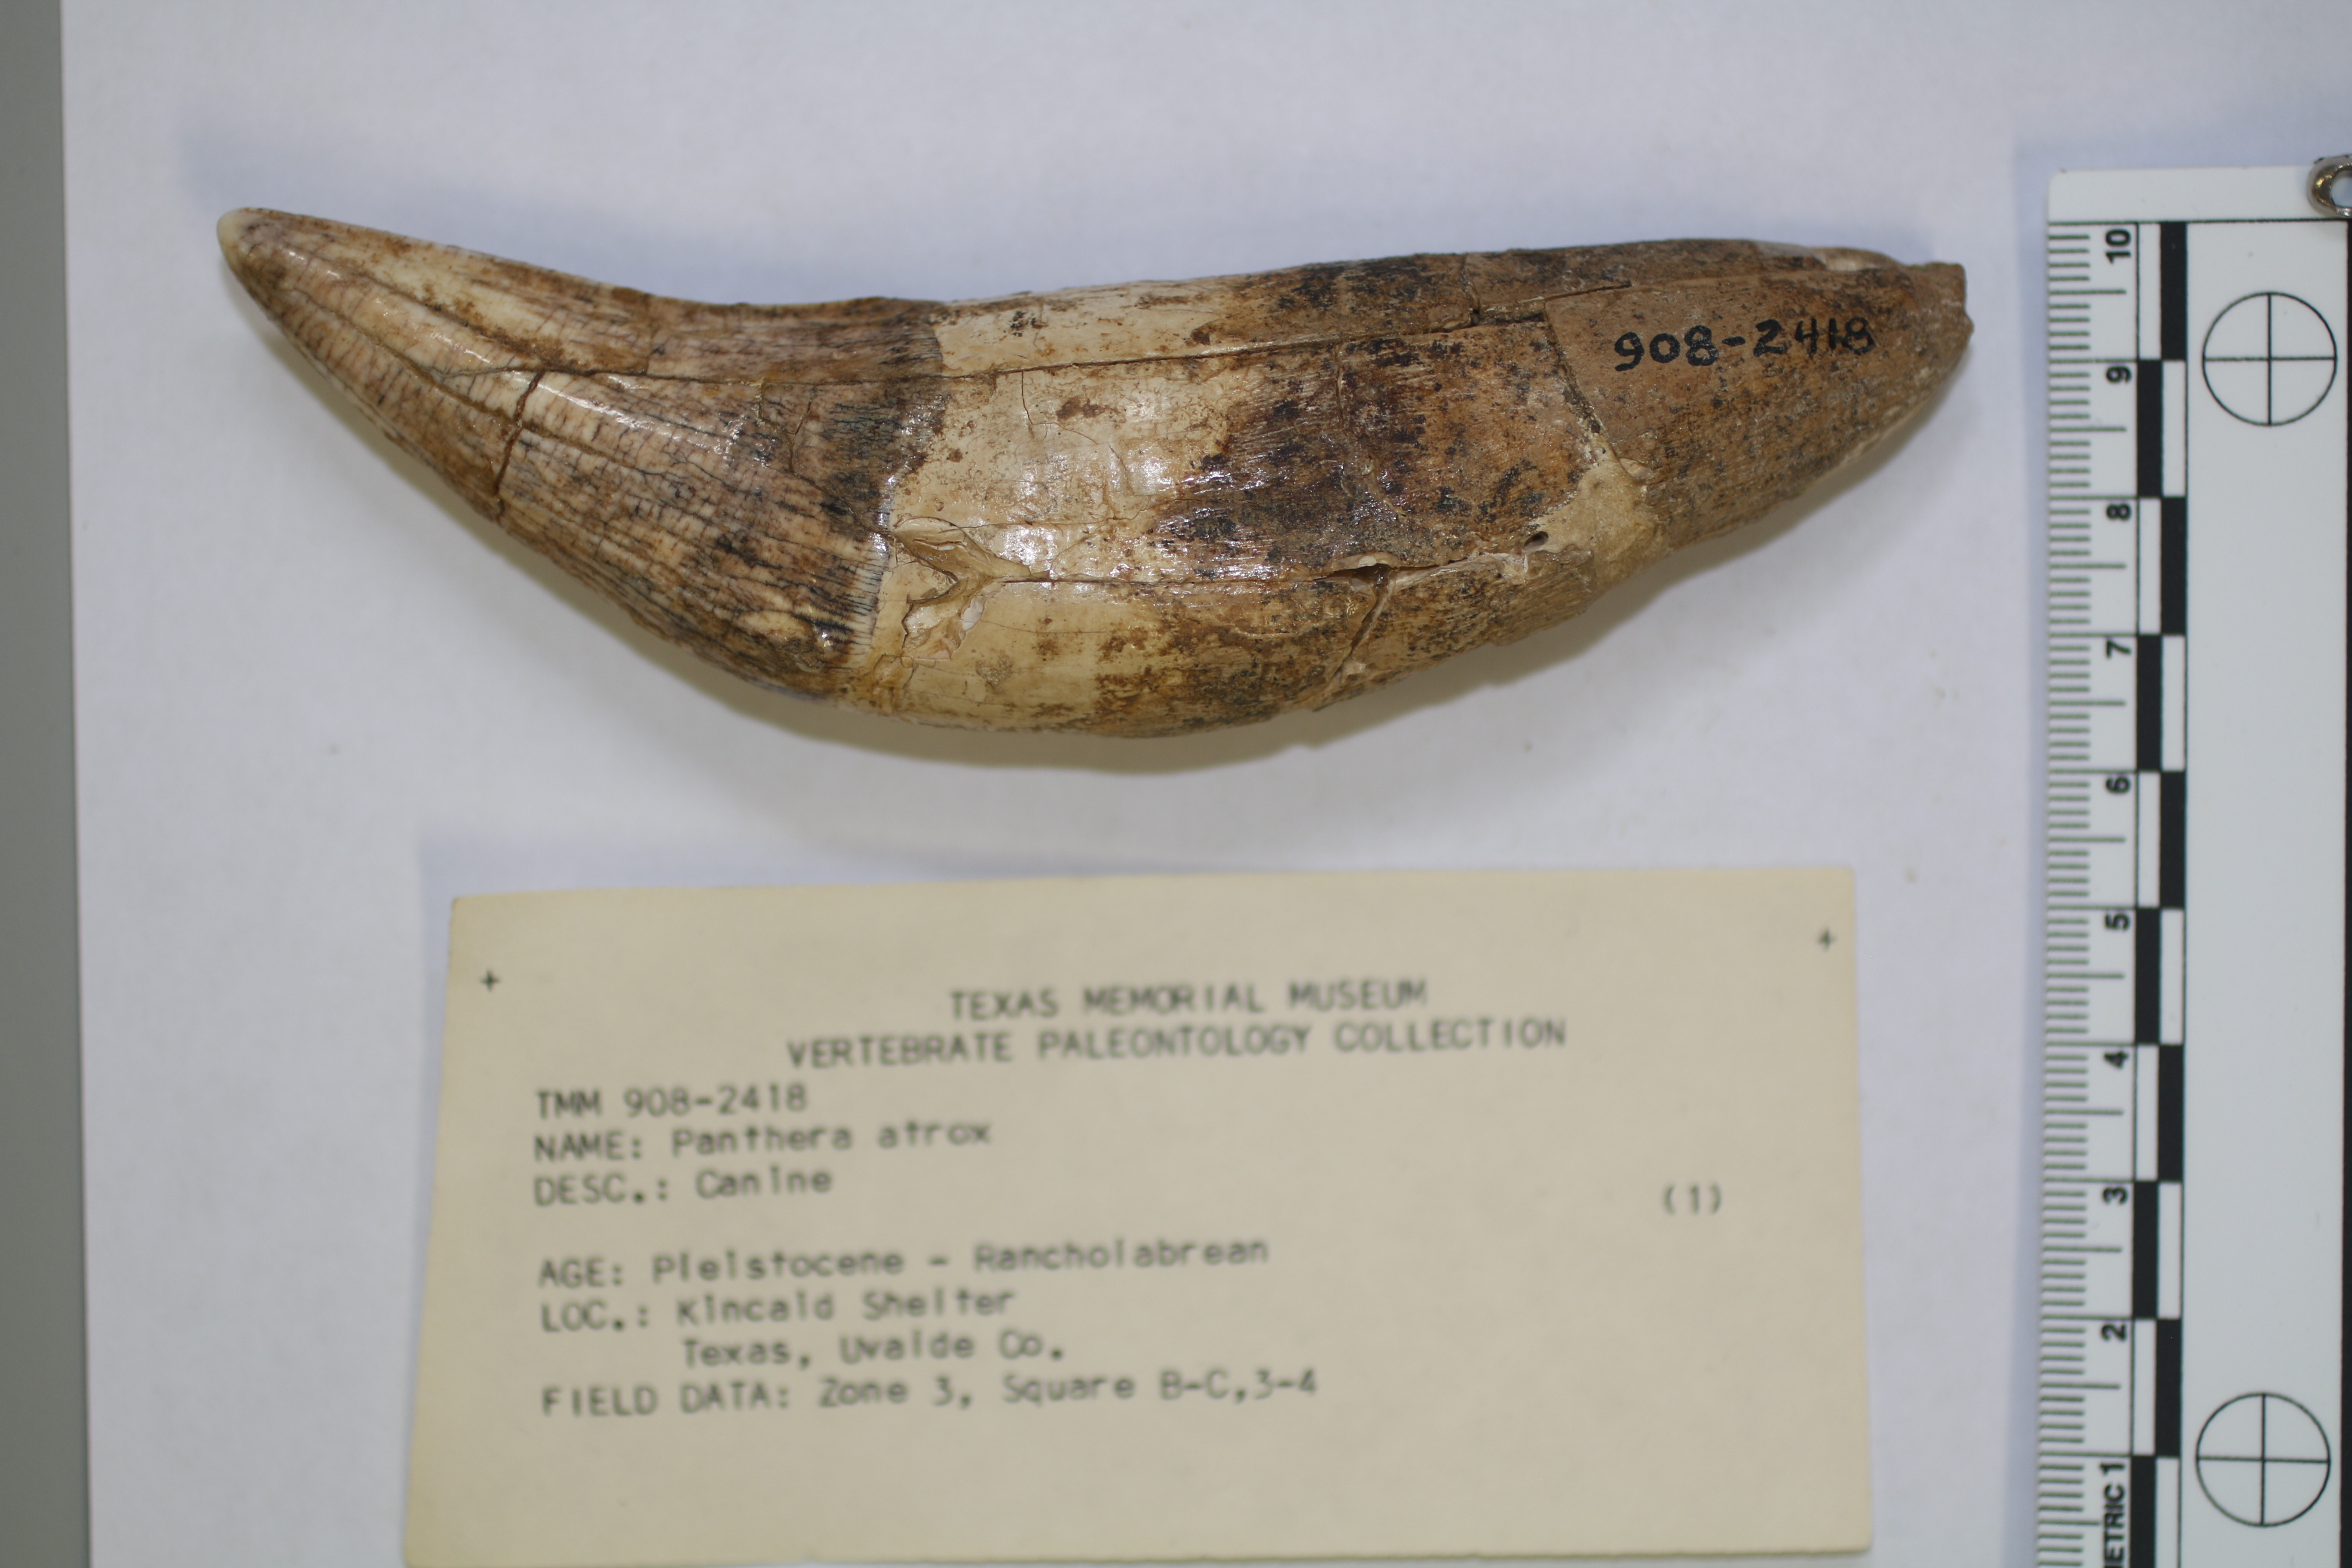 908-2418
10
9
8
7
6
5
4
3
2
METRIC 1
+ +
TEXAS MEMORIAL MUSEUM
VERTEBRATE PALEONTOLOGY COLLECTION
TMM 908-2418
NAME: Panthera atrox
DESC.: Canine
(1)
AGE: Pleistocene - Rancholabrean
LOC.: Kincaid Shelter
Texas, Uvalde Co.
FIELD DATA: Zone 3, Square B-C,3-4